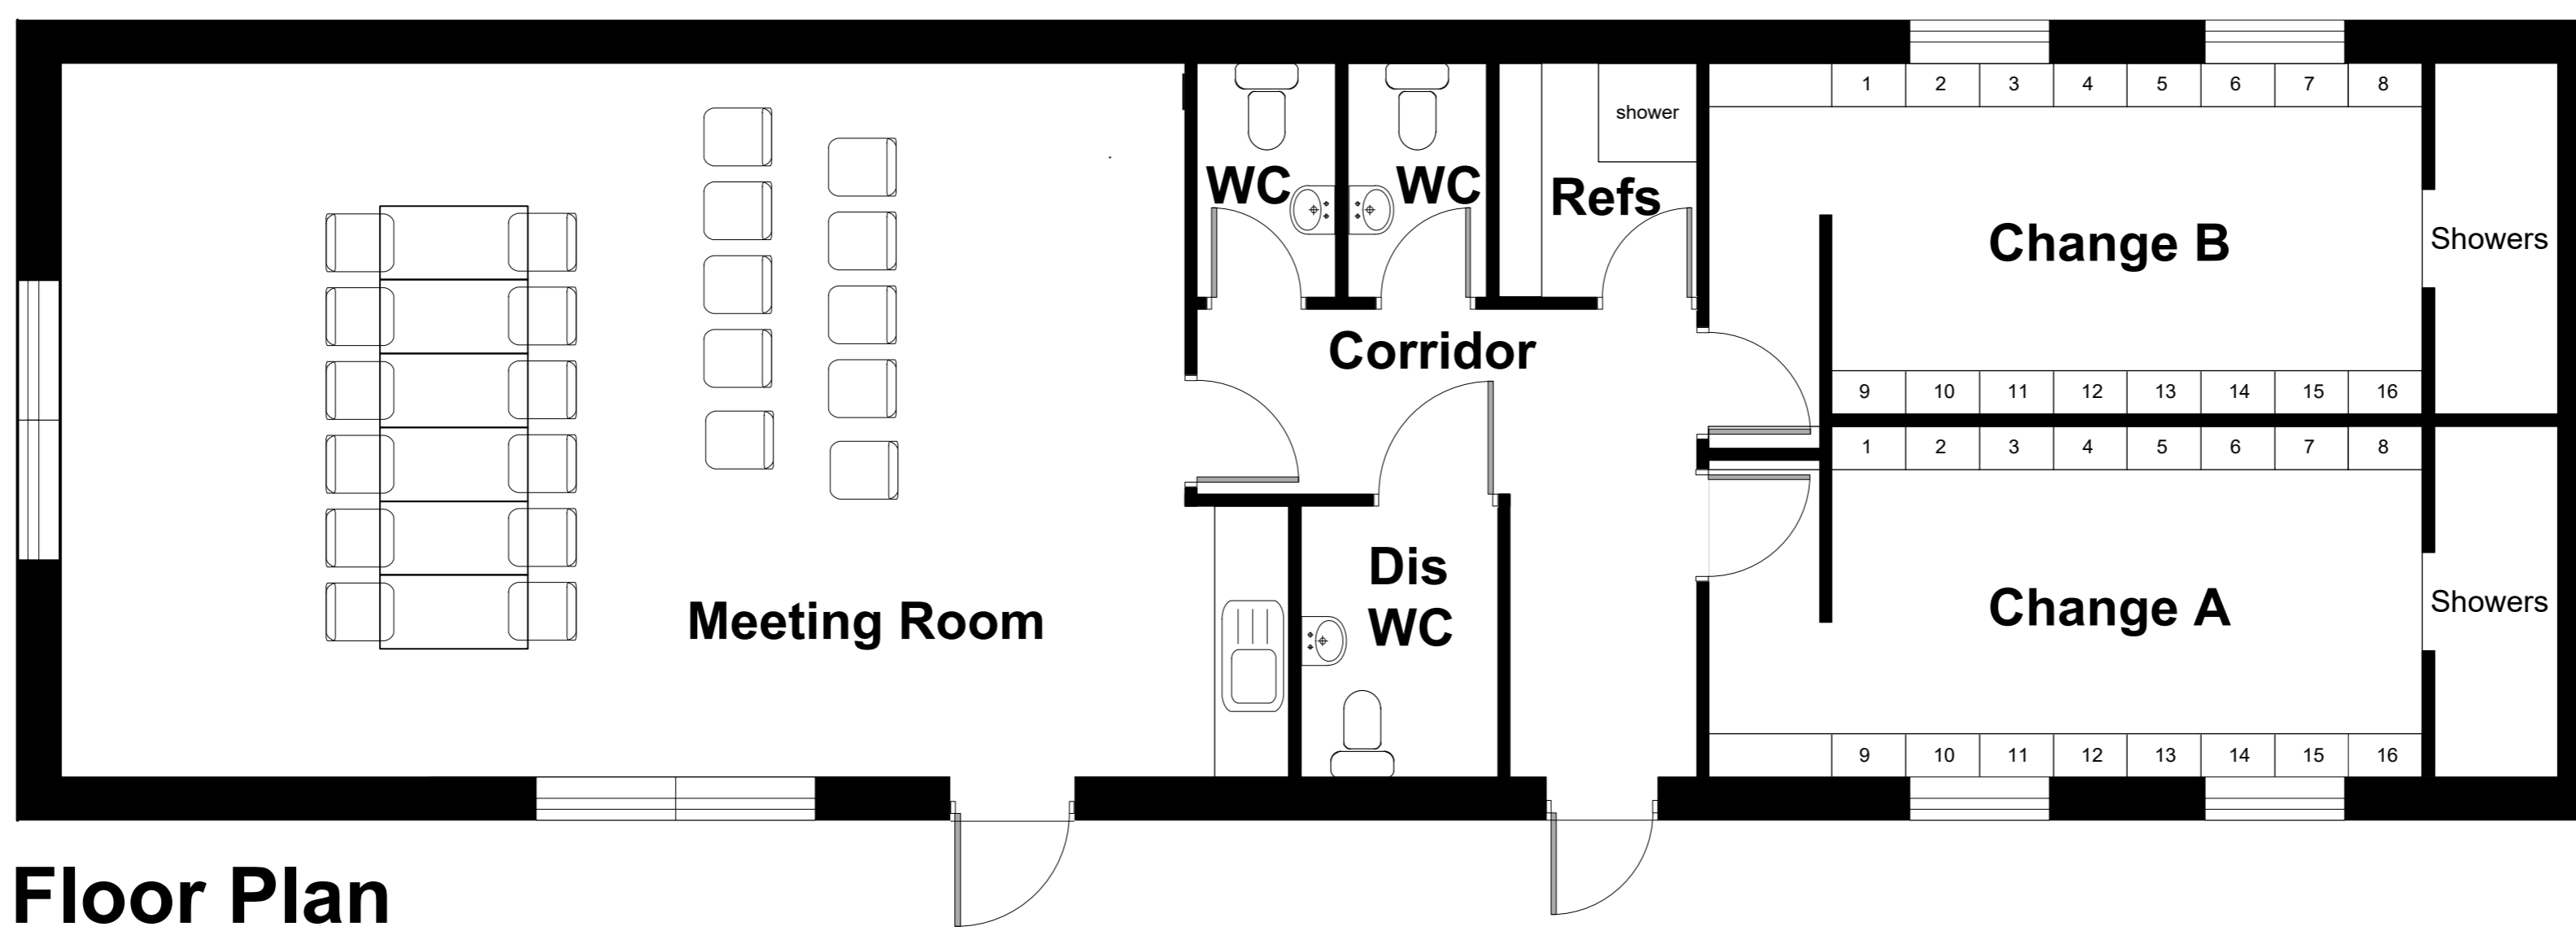 1 2 3 4 5 6 7 8
shower
WC WC Refs
Change B Showers
Corridor
9 10 11 12 13 14 15 16
1 2 3 4 5 6 7 8
Dis
WC
Meeting Room
Change A Showers
9 10 11 12 13 14 15 16
Floor Plan